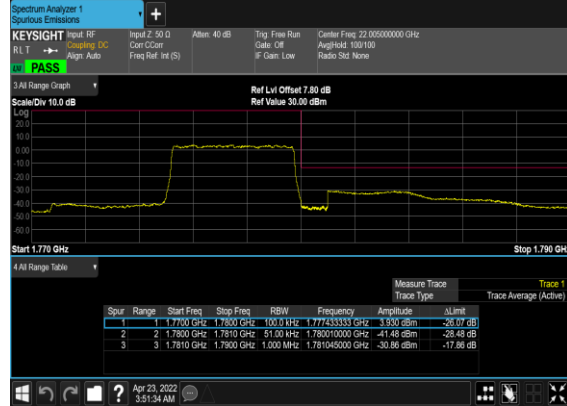 Spectrum Analyzer 1
Spurious Emissions
+
KEYSIGHT Input: RF Input Z: 50 Ω Atten: 40 dB Trig: Free Run Center Freq: 22.005000000 GHz
RLT Coupling: DC Corr CCorr Gate: Off Avg|Hold: 100/100
Align: Auto Freq Ref: Int (S) IF Gain: Low Radio Std: None
LW PASS
3 All Range Graph
Ref Lvl Offset 7.80 dB
Scale/Div 10.0 dB Ref Value 30.00 dBm
Log
20.0
10.0
0.00
-10.0
-20.0
-30.0
-40.0
-50.0
-60.0
Start 1.770 GHz Stop 1.790 GH
4 All Range Table
Measure Trace Trace 1
Trace Type Trace Average (Active)
Spur Range Start Freq Stop Freq RBW Frequency Amplitude ΔLimit
1 1 1.7700 GHz 1.7800 GHz 100.0 kHz 1.777433333 GHz 3.930 dBm -26.07 dB
2 2 1.7800 GHz 1.7810 GHz 51.00 kHz 1.780010000 GHz -41.48 dBm -28.48 dB
3 3 1.7810 GHz 1.7900 GHz 1.000 MHz 1.781045000 GHz -30.86 dBm -17.86 dB
? Apr 23, 2022
3:51:34 AM